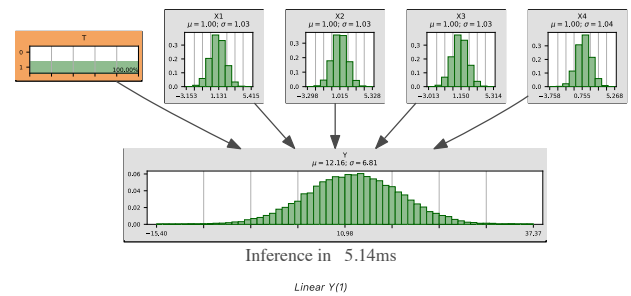 T
0
1
100.00%
X1
μ = 1.00; σ = 1.03
0.3
0.2
0.1
0.0
−3.153 1.131 5.415
X2
μ = 1.00; σ = 1.03
0.3
0.2
0.1
0.0
−3.298 1.015 5.328
X3
μ = 1.00; σ = 1.03
0.3
0.2
0.1
0.0
−3.013 1.150 5.314
X4
μ = 1.00; σ = 1.04
0.3
0.2
0.1
0.0
−3.758 0.755 5.268
Y
μ = 12.16; σ = 6.81
0.06
0.04
0.02
0.00
−15.40 10.98 37.37
Inference in 5.14ms
Linear Y(1)